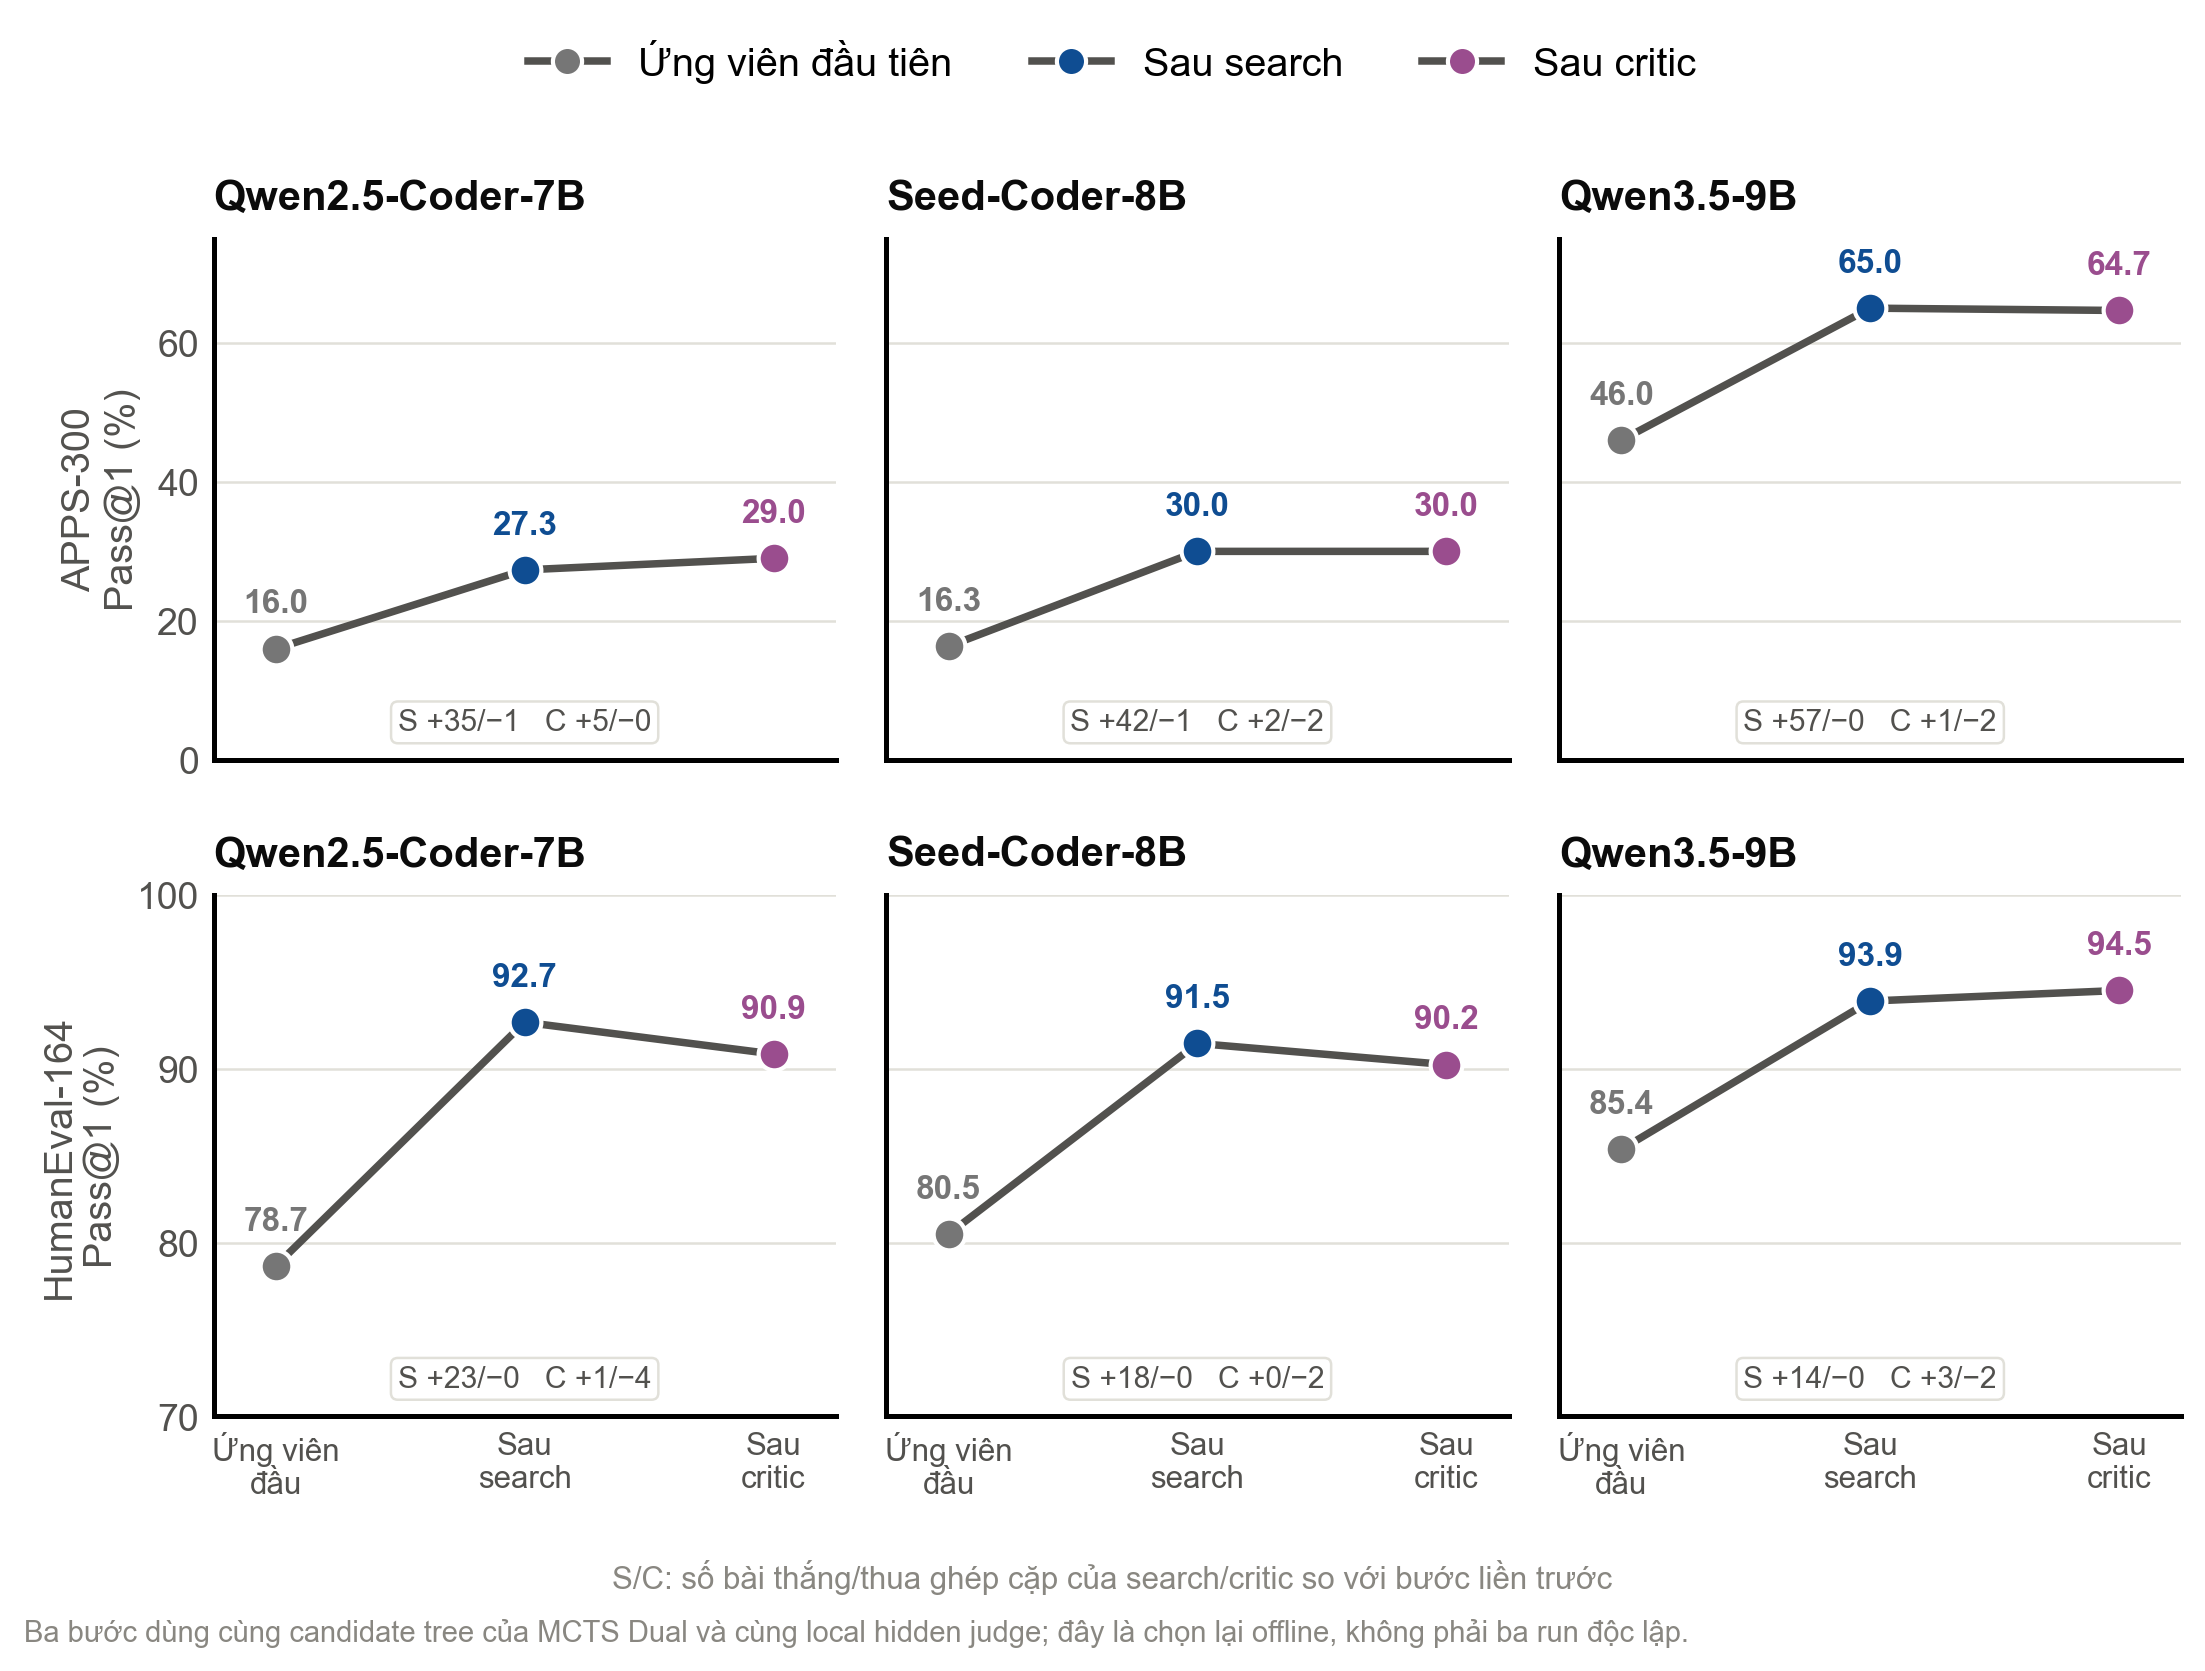 Ứng viên đầu tiên
Sau search
Sau critic
Qwen2.5-Coder-7B
Seed-Coder-8B
Qwen3.5-9B
APPS-300
Pass@1 (%)
60
40
20
0
16.0
27.3
29.0
S +35/−1 C +5/−0
16.3
30.0
30.0
S +42/−1 C +2/−2
46.0
65.0
64.7
S +57/−0 C +1/−2
Qwen2.5-Coder-7B
Seed-Coder-8B
Qwen3.5-9B
HumanEval-164
Pass@1 (%)
100
90
80
70
78.7
92.7
90.9
S +23/−0 C +1/−4
80.5
91.5
90.2
S +18/−0 C +0/−2
85.4
93.9
94.5
S +14/−0 C +3/−2
Ứng viên
đầu
Sau
search
Sau
critic
Ứng viên
đầu
Sau
search
Sau
critic
Ứng viên
đầu
Sau
search
Sau
critic
S/C: số bài thắng/thua ghép cặp của search/critic so với bước liền trước
Ba bước dùng cùng candidate tree của MCTS Dual và cùng local hidden judge; đây là chọn lại offline, không phải ba run độc lập.